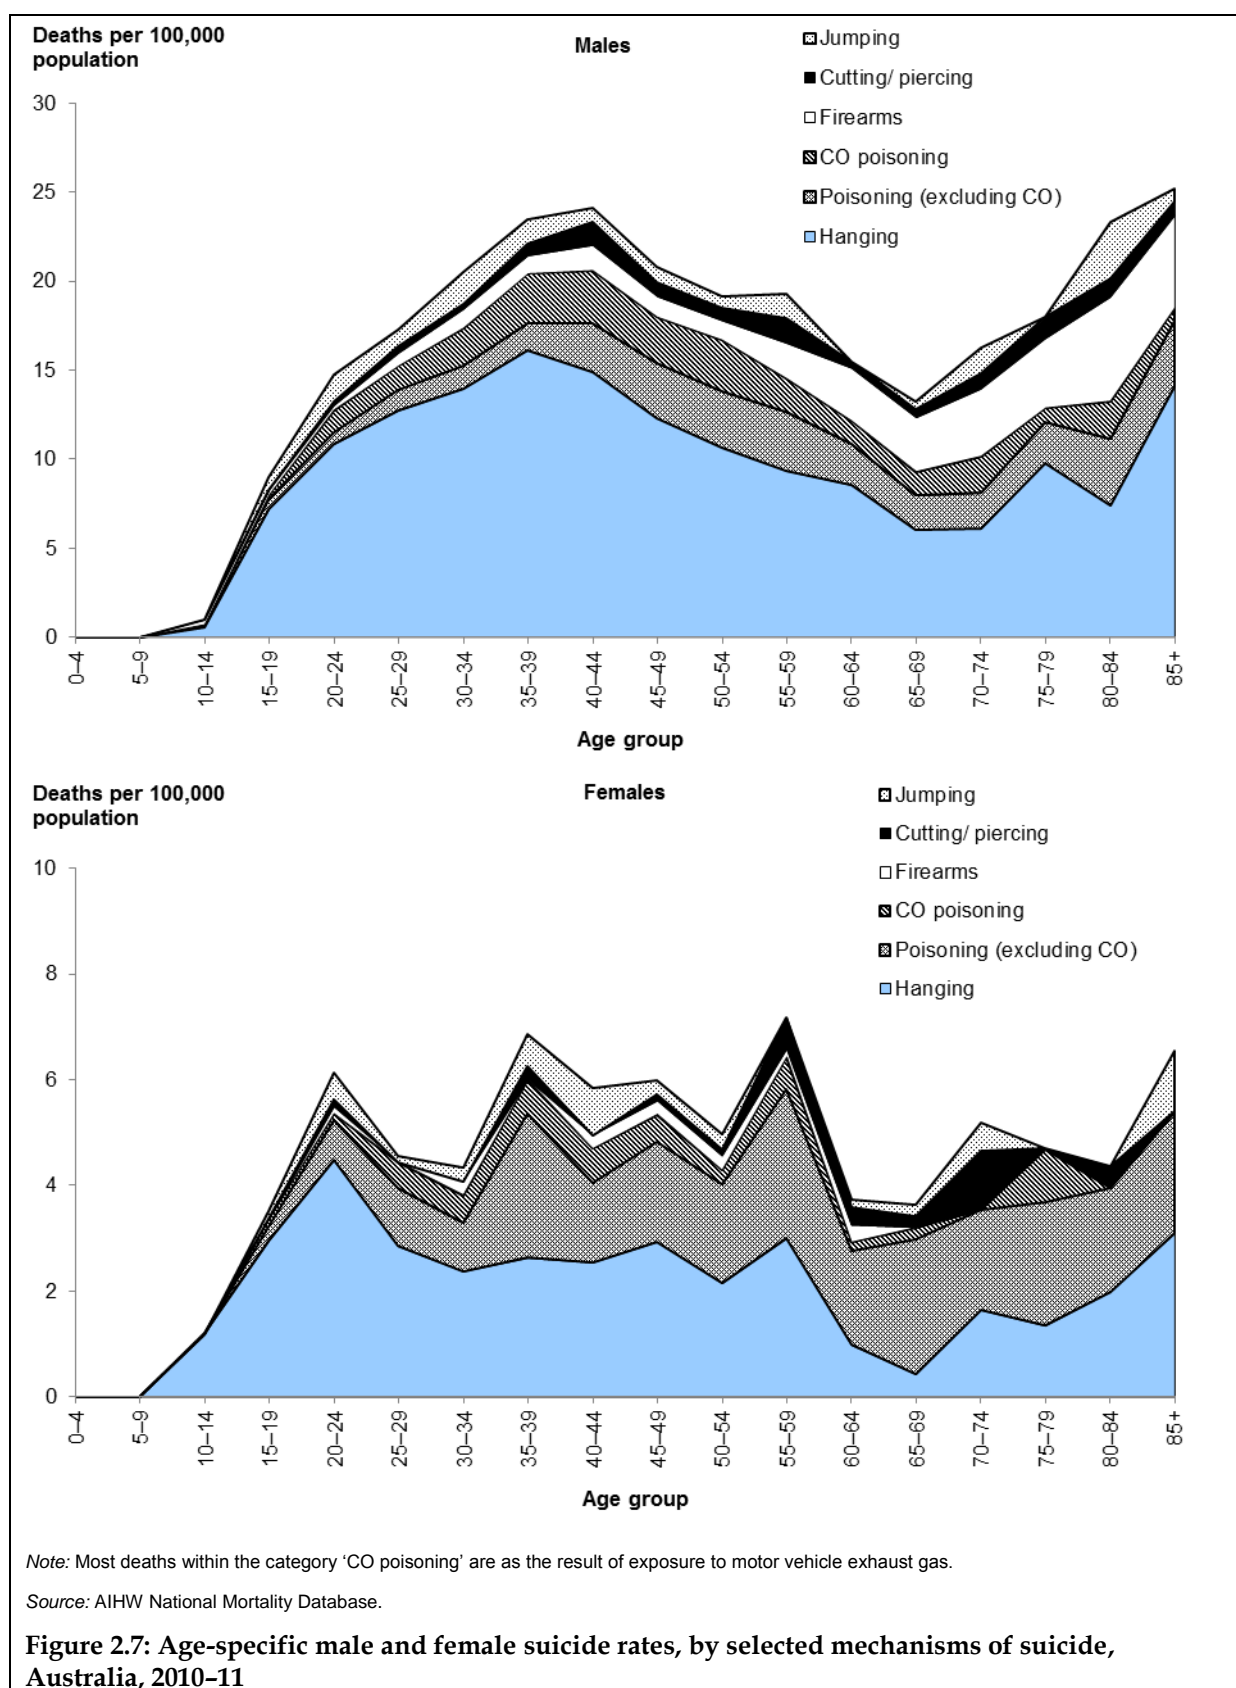 Deaths per 100,000
population
Males
Jumping
Cutting/ piercing
Firearms
CO poisoning
Poisoning (excluding CO)
Hanging
30
25
20
15
10
5
0
0–4
5–9
10–14
15–19
20–24
25–29
30–34
35–39
40–44
45–49
50–54
55–59
60–64
65–69
70–74
75–79
80–84
85+
Age group
Deaths per 100,000
population
Females
Jumping
Cutting/ piercing
Firearms
CO poisoning
Poisoning (excluding CO)
Hanging
10
8
6
4
2
0
0–4
5–9
10–14
15–19
20–24
25–29
30–34
35–39
40–44
45–49
50–54
55–59
60–64
65–69
70–74
75–79
80–84
85+
Age group
Note: Most deaths within the category ‘CO poisoning’ are as the result of exposure to motor vehicle exhaust gas.
Source: AIHW National Mortality Database.
Figure 2.7: Age-specific male and female suicide rates, by selected mechanisms of suicide,
Australia, 2010–11